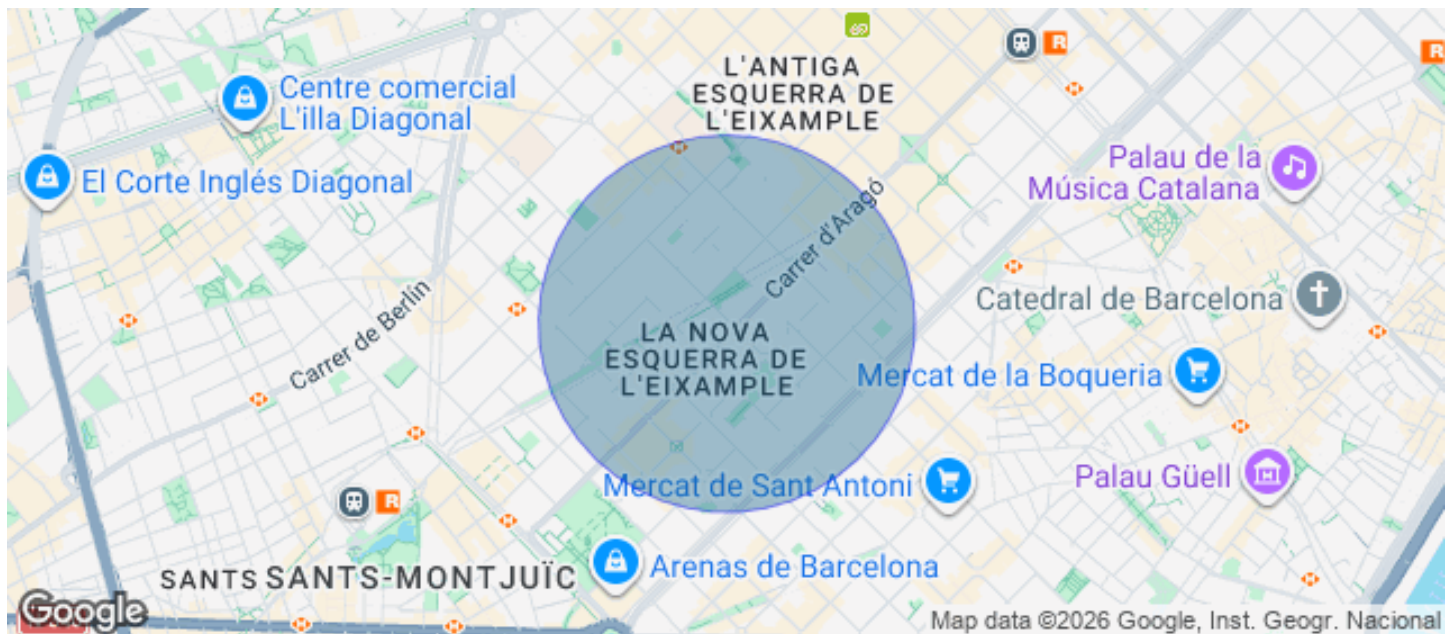 L'ANTIGA
ESQUERRA DE
L'EIXAMPLE
R
R
Centre comercial
L'illa Diagonal
El Corte Inglés Diagonal
Palau de la
Música Catalana
Carrer d'Aragó
Catedral de Barcelona
Carrer de Berlín
LA NOVA
ESQUERRA DE
L'EIXAMPLE
Mercat de la Boqueria
Mercat de Sant Antoni
Palau Güell
R
Arenas de Barcelona
SANTS
SANTS-MONTJUÏC
Google
Map data ©2026 Google, Inst. Geogr. Nacional